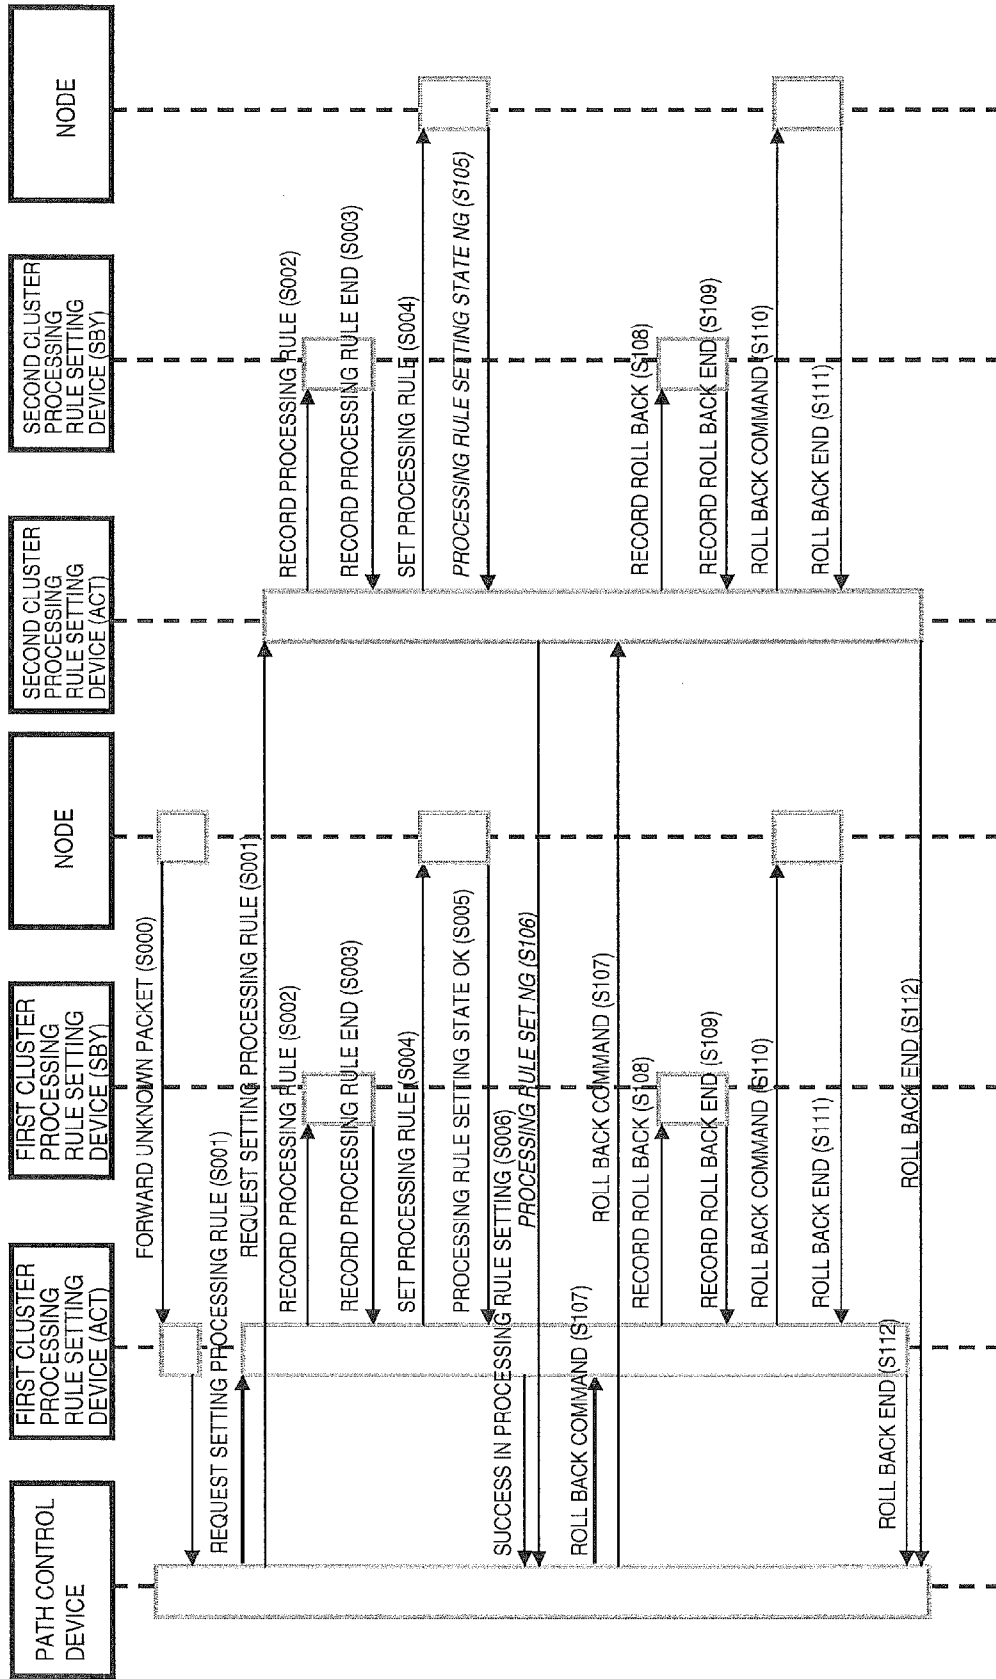 PATH CONTROL
DEVICE
FIRST CLUSTER
PROCESSING
RULE SETTING
DEVICE (ACT)
FIRST CLUSTER
PROCESSING
RULE SETTING
DEVICE (SBY)
NODE
SECOND CLUSTER
PROCESSING
RULE SETTING
DEVICE (ACT)
SECOND CLUSTER
PROCESSING
RULE SETTING
DEVICE (SBY)
NODE
FORWARD UNKNOWN PACKET (S000)
REQUEST SETTING PROCESSING RULE (S001)
REQUEST SETTING PROCESSING RULE (S001)
RECORD PROCESSING RULE (S002)
RECORD PROCESSING RULE (S002)
RECORD PROCESSING RULE END (S003)
RECORD PROCESSING RULE END (S003)
SET PROCESSING RULE (S004)
SET PROCESSING RULE (S004)
PROCESSING RULE SETTING STATE OK (S005)
PROCESSING RULE SETTING STATE NG (S105)
SUCCESS IN PROCESSING RULE SETTING (S006)
PROCESSING RULE SET NG (S106)
ROLL BACK COMMAND (S107)
ROLL BACK COMMAND (S107)
RECORD ROLL BACK (S108)
RECORD ROLL BACK (S108)
RECORD ROLL BACK END (S109)
RECORD ROLL BACK END (S109)
ROLL BACK COMMAND (S110)
ROLL BACK COMMAND (S110)
ROLL BACK END (S111)
ROLL BACK END (S111)
ROLL BACK END (S112)
ROLL BACK END (S112)